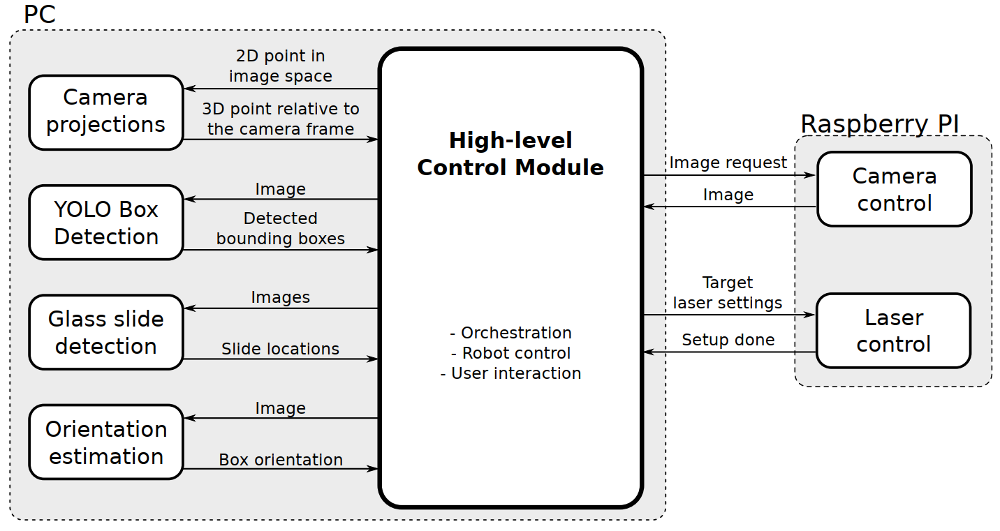 PC
2D point in
image space
Camera
projections
3D point relative to
the camera frame
Image
YOLO Box
Detection
Detected
bounding boxes
Images
Glass slide
detection
Slide locations
Image
Orientation
estimation
Box orientation
High-level
Control Module
- Orchestration
- Robot control
- User interaction
Raspberry PI
Image request
Image
Camera
control
Target
laser settings
Setup done
Laser
control